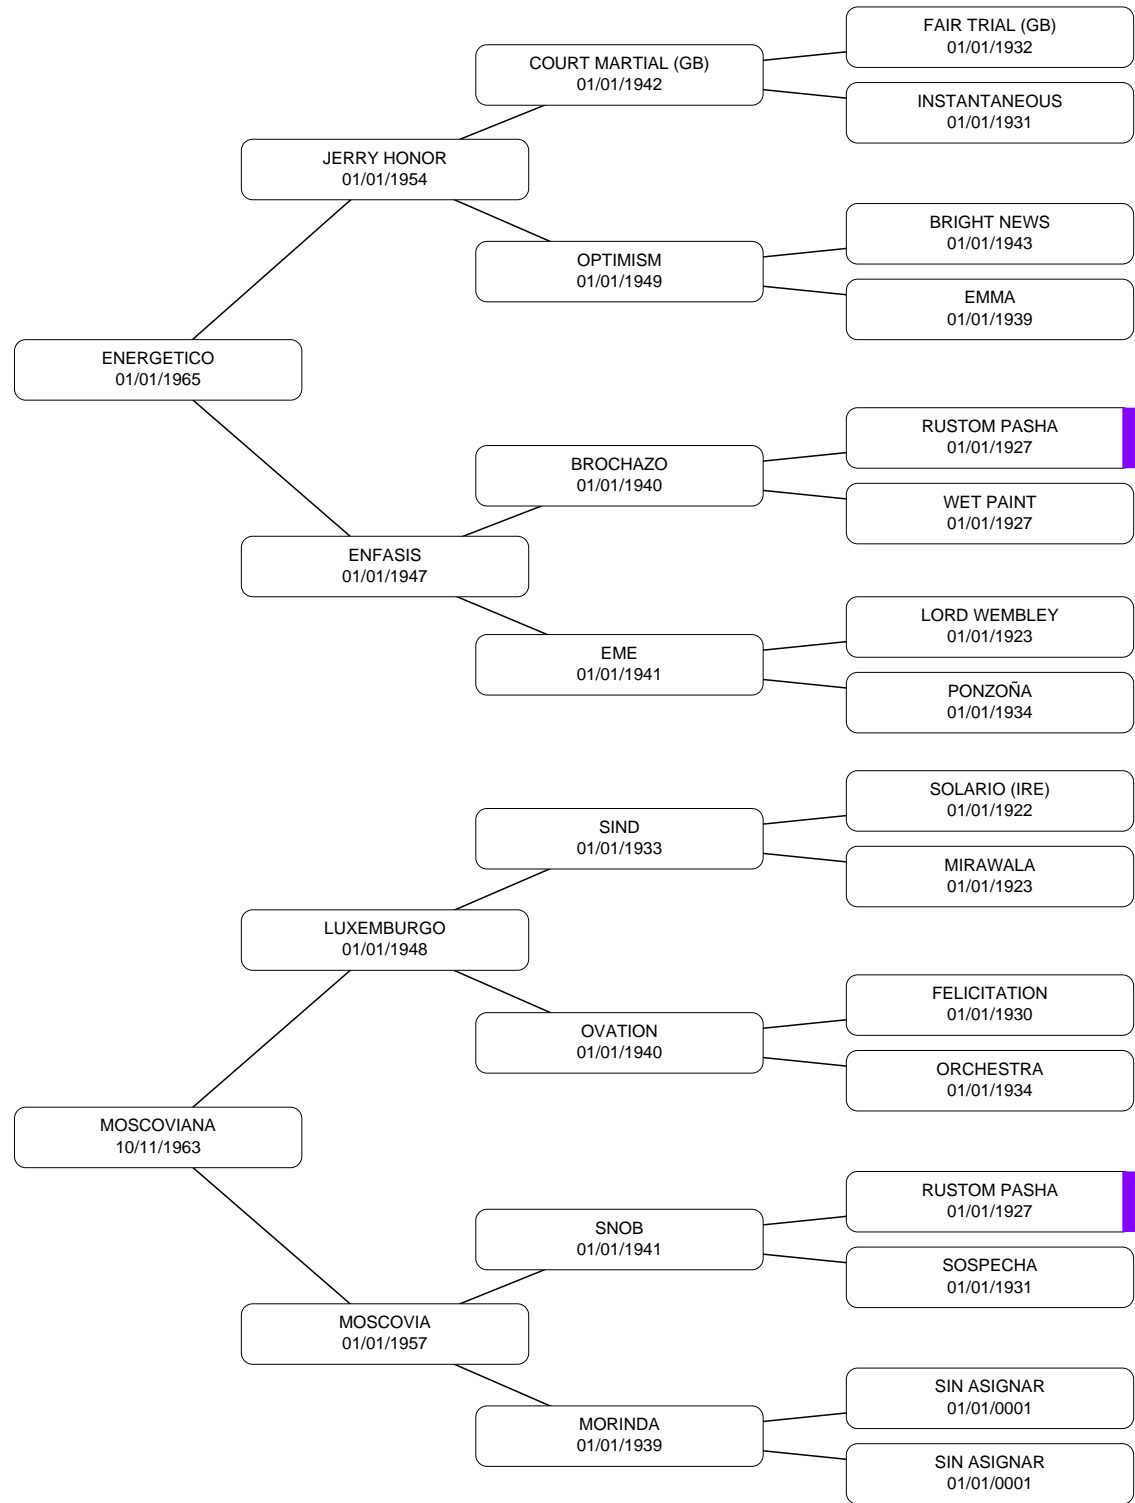 FAIR TRIAL (GB)
01/01/1932
COURT MARTIAL (GB)
01/01/1942
INSTANTANEOUS
01/01/1931
JERRY HONOR
01/01/1954
BRIGHT NEWS
01/01/1943
OPTIMISM
01/01/1949
EMMA
01/01/1939
ENERGETICO
01/01/1965
RUSTOM PASHA
01/01/1927
BROCHAZO
01/01/1940
WET PAINT
01/01/1927
ENFASIS
01/01/1947
LORD WEMBLEY
01/01/1923
EME
01/01/1941
PONZOÑA
01/01/1934
SOLARIO (IRE)
01/01/1922
SIND
01/01/1933
MIRAWALA
01/01/1923
LUXEMBURGO
01/01/1948
FELICITATION
01/01/1930
OVATION
01/01/1940
ORCHESTRA
01/01/1934
MOSCOVIANA
10/11/1963
RUSTOM PASHA
01/01/1927
SNOB
01/01/1941
SOSPECHA
01/01/1931
MOSCOVIA
01/01/1957
SIN ASIGNAR
01/01/0001
MORINDA
01/01/1939
SIN ASIGNAR
01/01/0001